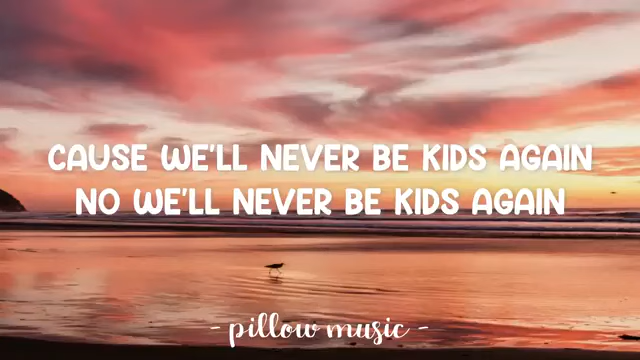 CAUSE WE'LL NEVER BE KIDS AGAIN
NO WE'LL NEVER BE KIDS AGAIN
- pillow music -